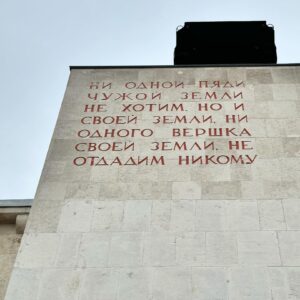 НИ ОДНОЙ ПЯДИ
ЧУЖОЙ ЗЕМЛИ
НЕ ХОТИМ, НО И
СВОЕЙ ЗЕМЛИ, НИ
ОДНОГО ВЕРШКА
СВОЕЙ ЗЕМЛИ, НЕ
ОТДАДИМ НИКОМУ